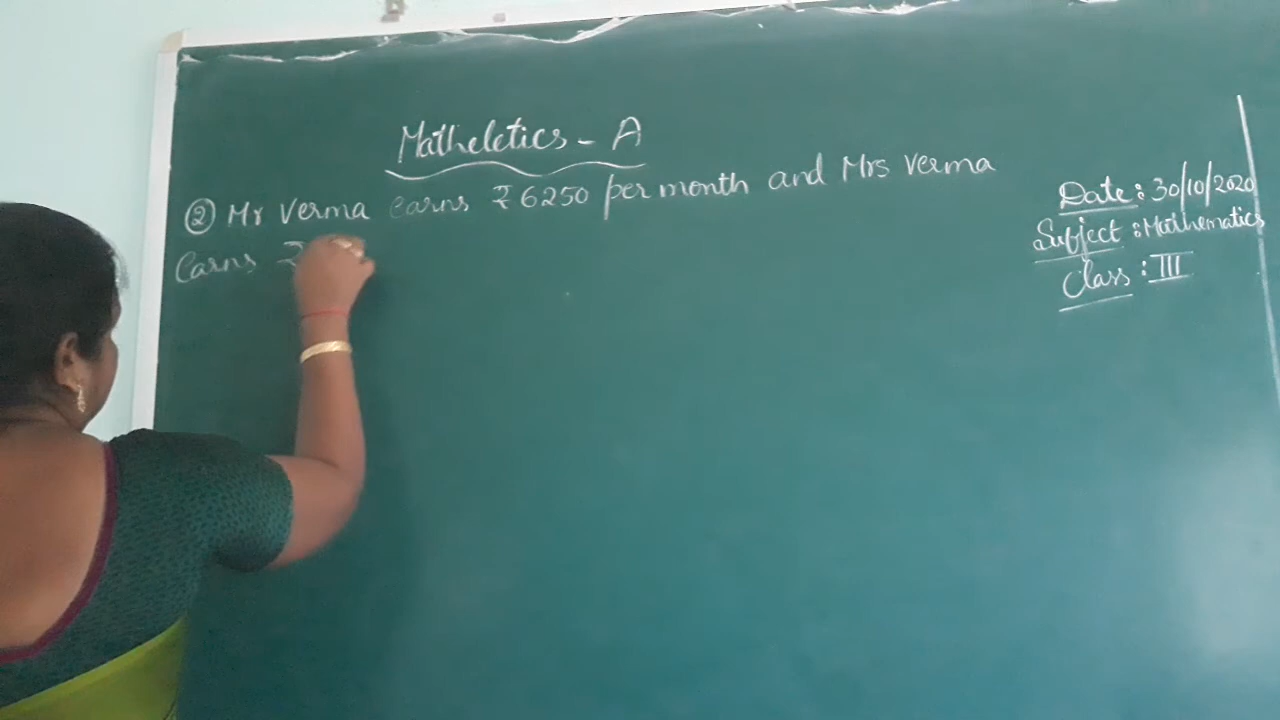 Matheletics - A
② Mr Verma earns ₹ 6250 per month and Mrs Verma
earns ₹
Date : 30/10/2020
Subject : Mathematics
Class : III